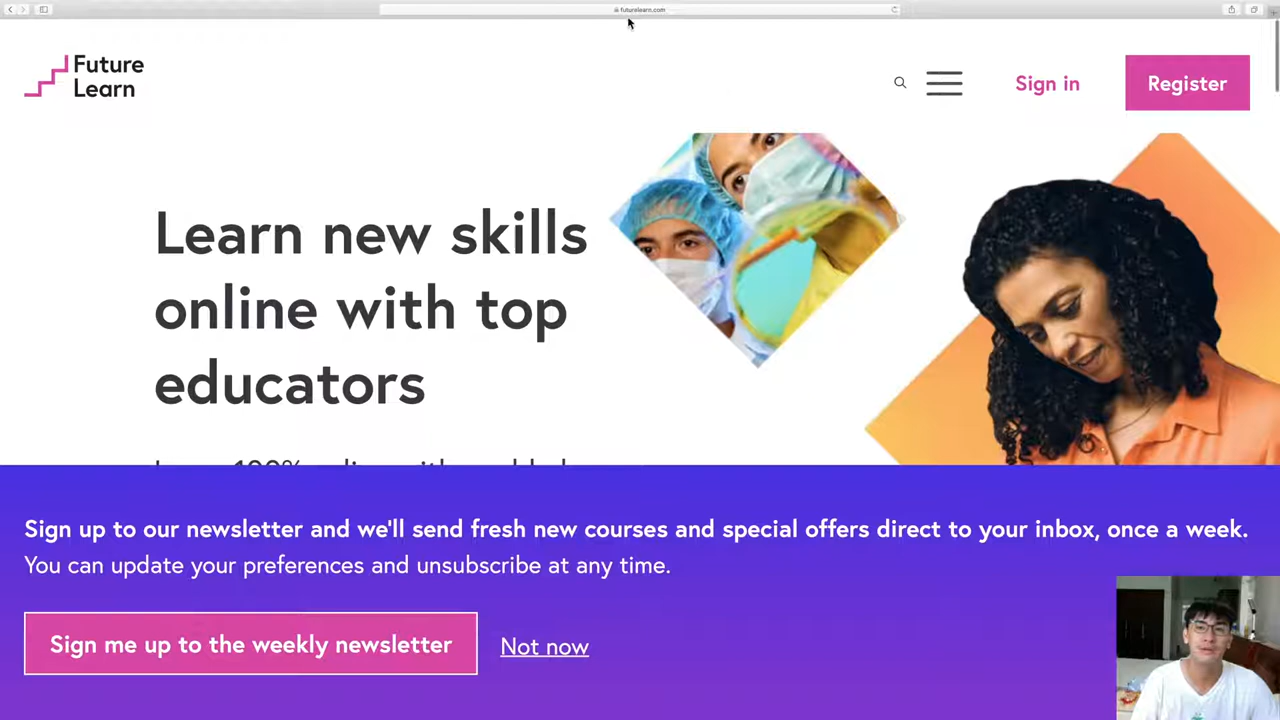 futurelearn.com
Future
Learn
Sign in
Register
Learn new skills
online with top
educators
Sign up to our newsletter and we'll send fresh new courses and special offers direct to your inbox, once a week.
You can update your preferences and unsubscribe at any time.
Sign me up to the weekly newsletter
Not now